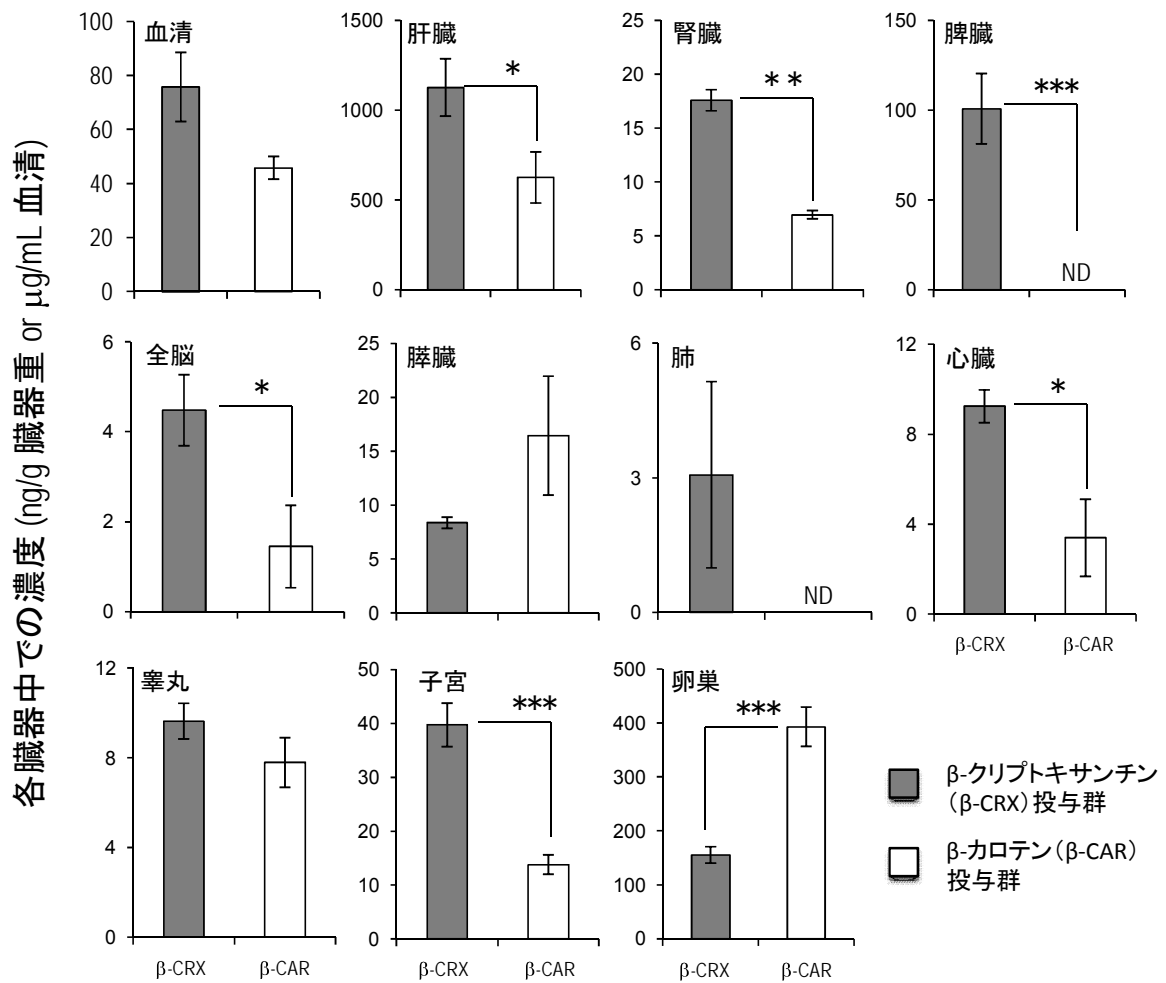 各臓器中での濃度 (ng/g 臓器重 or μg/mL 血清)
血清
100
80
60
40
20
0
肝臓
1500
1000
500
0
*
腎臓
25
20
15
10
5
0
**
脾臓
150
100
50
0
***
ND
全脳
6
4
2
0
*
膵臓
25
20
15
10
5
0
肺
6
3
0
ND
心臓
12
9
4
0
*
β-CRX β-CAR
睾丸
12
8
4
0
β-CRX β-CAR
子宮
50
40
30
20
10
0
***
β-CRX β-CAR
卵巣
500
400
300
200
100
0
***
β-CRX β-CAR
β-クリプトキサンチン
(β-CRX)投与群
β-カロテン(β-CAR)
投与群